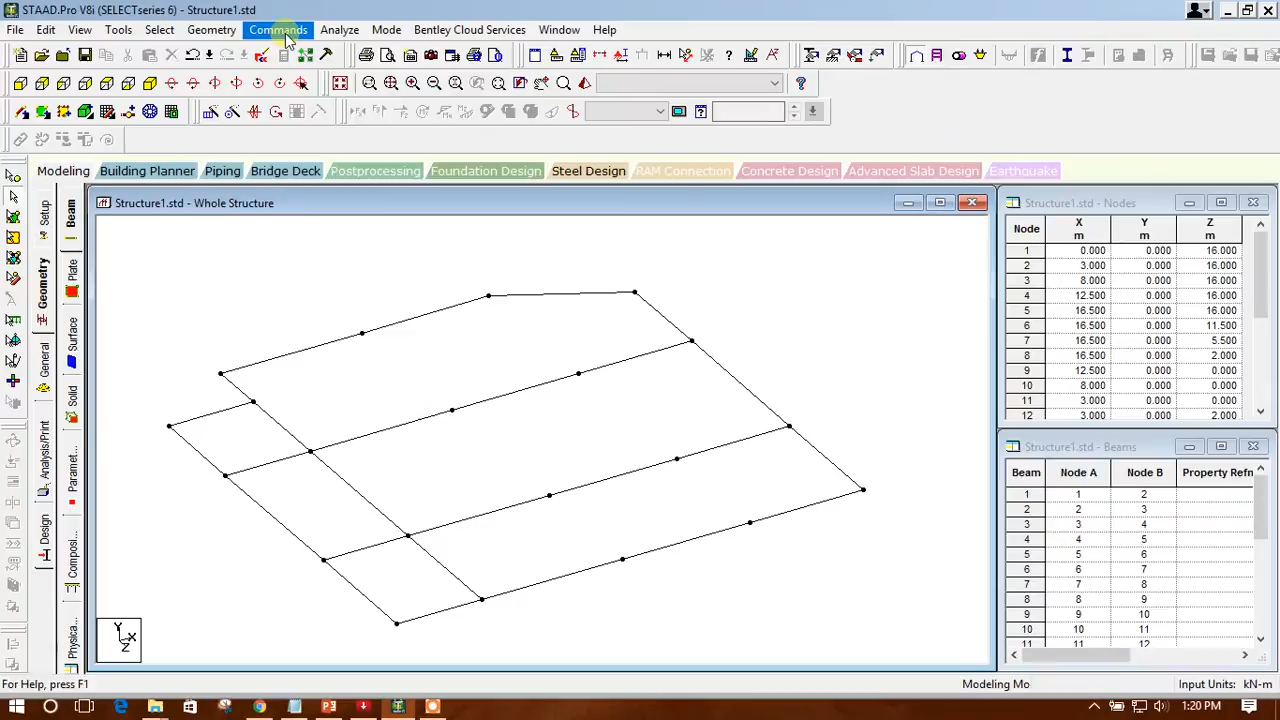 STAAD.Pro V8i (SELECTseries 6) - Structure1.std
File Edit View Tools Select Geometry Commands Analyze Mode Bentley Cloud Services Window Help
Modeling Building Planner Piping Bridge Deck Postprocessing Foundation Design Steel Design RAM Connection Concrete Design Advanced Slab Design Earthquake
Setup
Geometry
General
Analysis/Print
Design
Beam
Plate
Surface
Solid
Paramet...
Composi...
Physica...
Structure1.std - Whole Structure
Y
X
Z
Structure1.std - Nodes
Node X m Y m Z m
1 0.000 0.000 16.000
2 3.000 0.000 16.000
3 8.000 0.000 16.000
4 12.500 0.000 16.000
5 16.500 0.000 16.000
6 16.500 0.000 11.500
7 16.500 0.000 5.500
8 16.500 0.000 2.000
9 12.500 0.000 0.000
10 8.000 0.000 0.000
11 3.000 0.000 0.000
12 3.000 0.000 2.000
Structure1.std - Beams
Beam Node A Node B Property Refn
1 1 2
2 2 3
3 3 4
4 4 5
5 5 6
6 6 7
7 7 8
8 8 9
9 9 10
10 10 11
11 11 12
For Help, press F1
Modeling Mo
Input Units: kN-m
1:20 PM